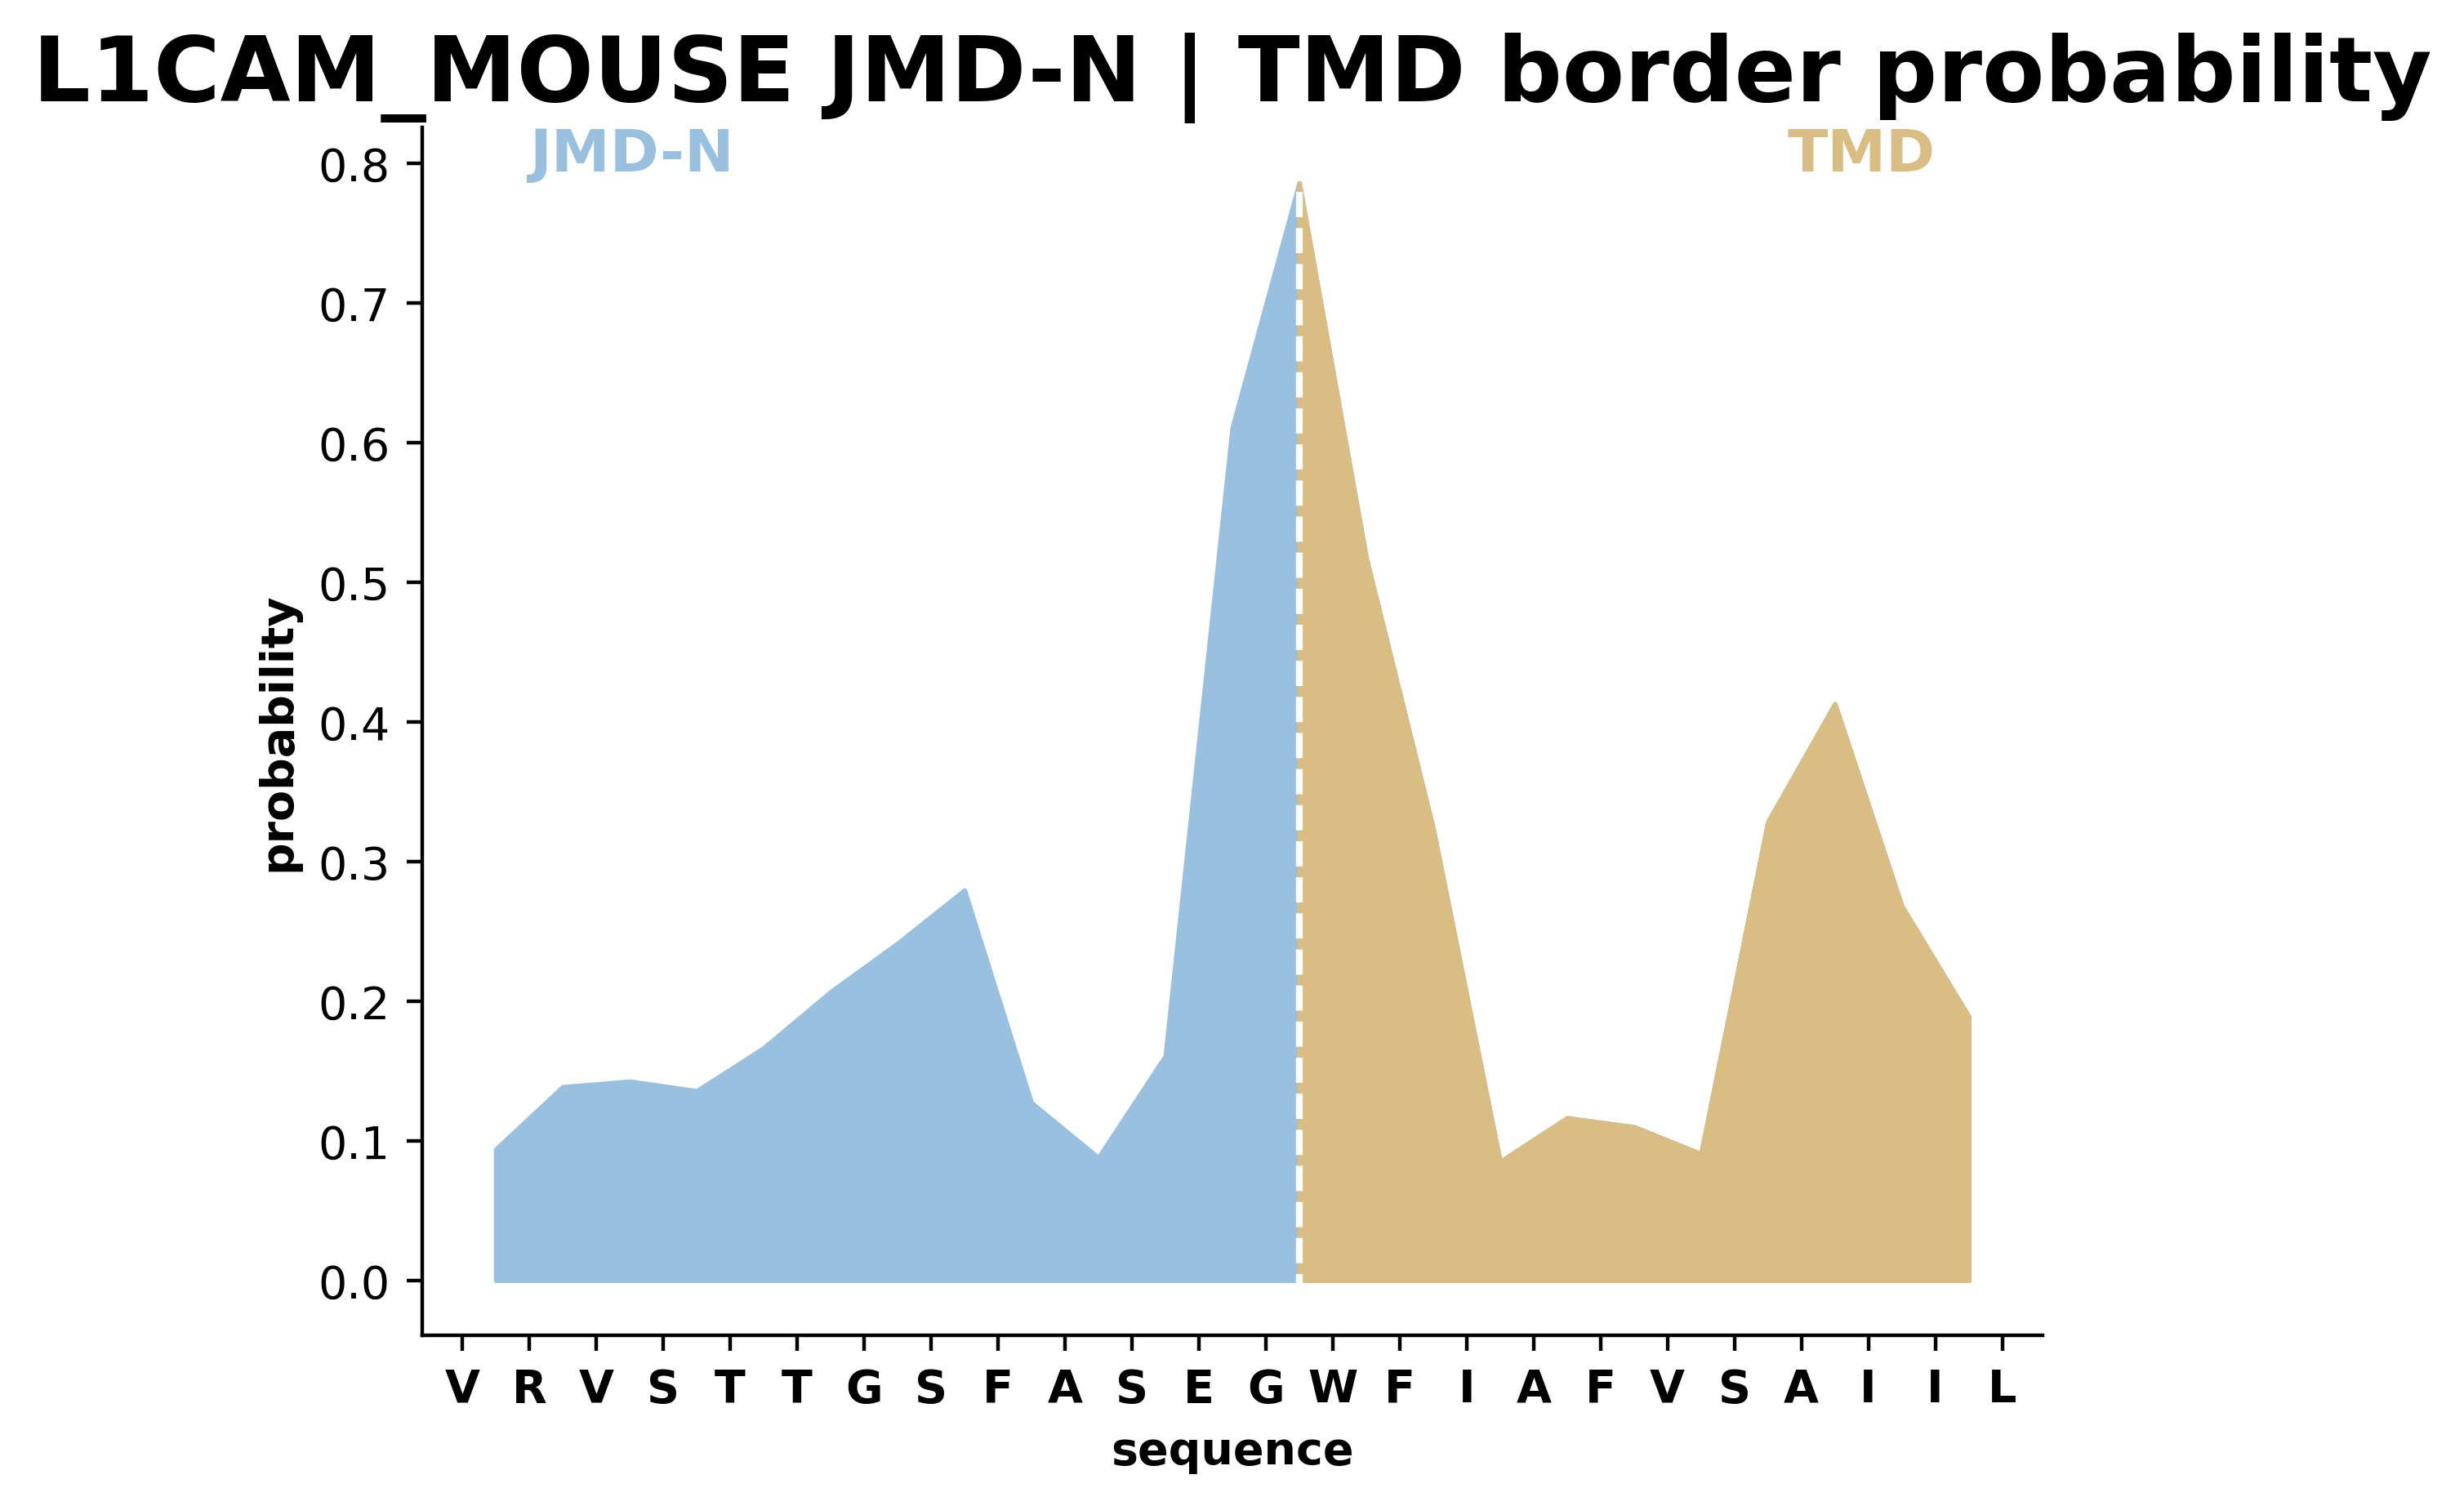 L1CAM_MOUSE JMD-N | TMD border probability
JMD-N TMD
0.8
0.7
0.6
0.5
0.4
0.3
0.2
0.1
0.0
probability
V R V S T T G S F A S E G W F I A F V S A I I L
sequence